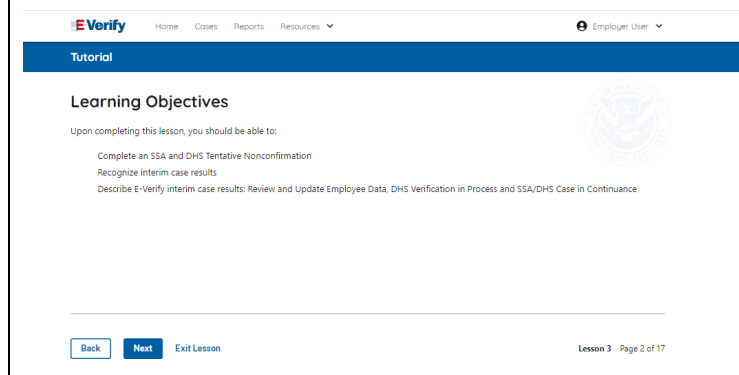 E-Verify Home Cases Reports Resources Employer User
Tutorial
Learning Objectives
Upon completing this lesson, you should be able to:
Complete an SSA and DHS Tentative Nonconfirmation
Recognize interim case results
Describe E-Verify interim case results: Review and Update Employee Data, DHS Verification in Process and SSA/DHS Case in Continuance
Back Next Exit Lesson Lesson 3 Page 2 of 17